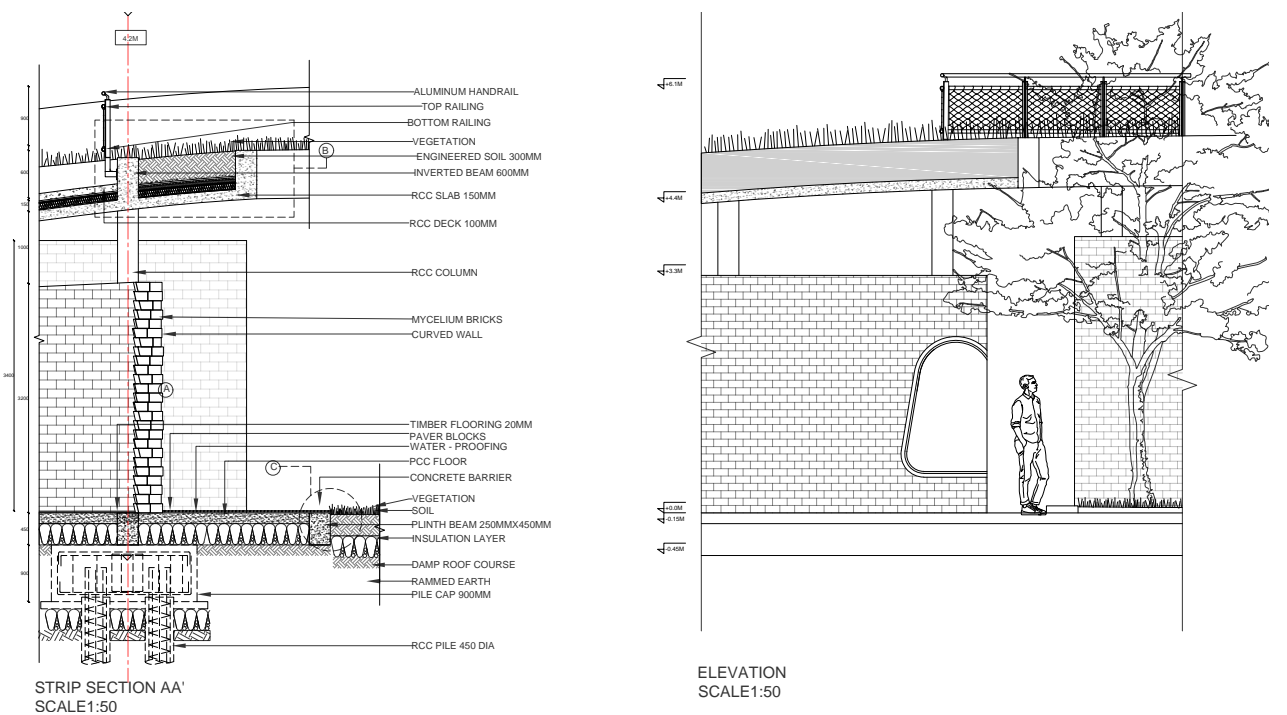 4.2M
ALUMINUM HANDRAIL
TOP RAILING
BOTTOM RAILING
VEGETATION
B
ENGINEERED SOIL 300MM
INVERTED BEAM 600MM
RCC SLAB 150MM
RCC DECK 100MM
RCC COLUMN
MYCELIUM BRICKS
CURVED WALL
A
TIMBER FLOORING 20MM
PAVER BLOCKS
WATER - PROOFING
PCC FLOOR
C
CONCRETE BARRIER
VEGETATION
SOIL
PLINTH BEAM 250MMX450MM
INSULATION LAYER
DAMP ROOF COURSE
RAMMED EARTH
PILE CAP 900MM
RCC PILE 450 DIA
900
600
150
1000
3400
3200
450
900
STRIP SECTION AA'
SCALE1:50
+6.1M
+4.4M
+3.3M
+0.0M
-0.15M
-0.45M
ELEVATION
SCALE1:50